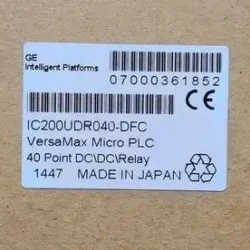 GE
Intelligent Platforms
07000361852
CE
IC200UDR040-DFC
VersaMax Micro PLC
40 Point DC\DC\Relay
1447 MADE IN JAPAN